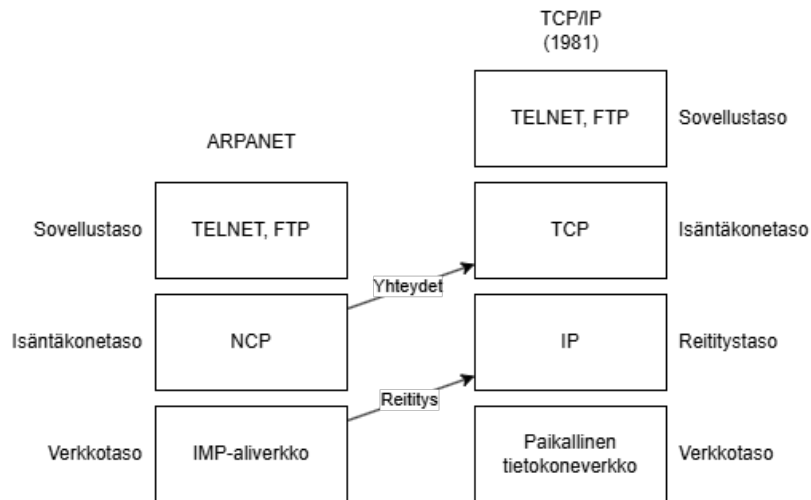 TCP/IP
(1981)
TELNET, FTP
Sovellustaso
ARPANET
Sovellustaso
TELNET, FTP
TCP
Isäntäkonetaso
Yhteydet
Isäntäkonetaso
NCP
IP
Reititystaso
Reititys
Verkkotaso
IMP-aliverkko
Paikallinen
tietokoneverkko
Verkkotaso